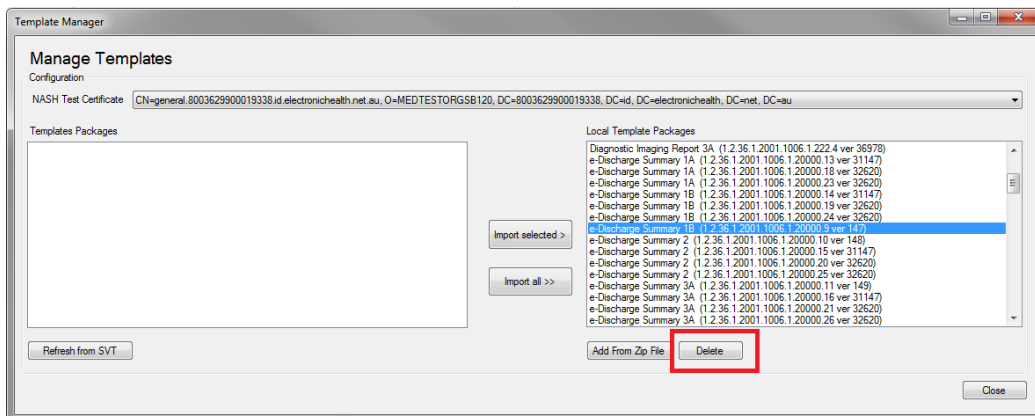 Template Manager
Manage Templates
Configuration
NASH Test Certificate
CN=general.8003629900019338.id.electronichealth.net.au, O=MEDTESTORGSB120, DC=8003629900019338, DC=id, DC=electronichealth, DC=net, DC=au
Templates Packages
Local Template Packages
Diagnostic Imaging Report 3A (1.2.36.1.2001.1006.1.222.4 ver 36978)
e-Discharge Summary 1A (1.2.36.1.2001.1006.1.20000.13 ver 31147)
e-Discharge Summary 1A (1.2.36.1.2001.1006.1.20000.18 ver 32620)
e-Discharge Summary 1A (1.2.36.1.2001.1006.1.20000.23 ver 32620)
e-Discharge Summary 1B (1.2.36.1.2001.1006.1.20000.14 ver 31147)
e-Discharge Summary 1B (1.2.36.1.2001.1006.1.20000.19 ver 32620)
e-Discharge Summary 1B (1.2.36.1.2001.1006.1.20000.24 ver 32620)
e-Discharge Summary 1B (1.2.36.1.2001.1006.1.20000.9 ver 147)
e-Discharge Summary 2 (1.2.36.1.2001.1006.1.20000.10 ver 148)
e-Discharge Summary 2 (1.2.36.1.2001.1006.1.20000.15 ver 31147)
e-Discharge Summary 2 (1.2.36.1.2001.1006.1.20000.20 ver 32620)
e-Discharge Summary 2 (1.2.36.1.2001.1006.1.20000.25 ver 32620)
e-Discharge Summary 3A (1.2.36.1.2001.1006.1.20000.11 ver 149)
e-Discharge Summary 3A (1.2.36.1.2001.1006.1.20000.16 ver 31147)
e-Discharge Summary 3A (1.2.36.1.2001.1006.1.20000.21 ver 32620)
e-Discharge Summary 3A (1.2.36.1.2001.1006.1.20000.26 ver 32620)
Import selected >
Import all >>
Refresh from SVT
Add From Zip File
Delete
Close